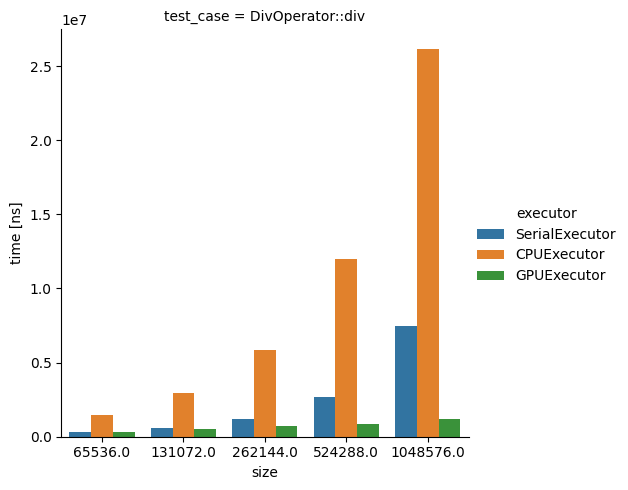 test_case = DivOperator::div
1e7
2.5
2.0
1.5
1.0
0.5
0.0
time [ns]
65536.0 131072.0 262144.0 524288.0 1048576.0
size
executor
SerialExecutor
CPUExecutor
GPUExecutor